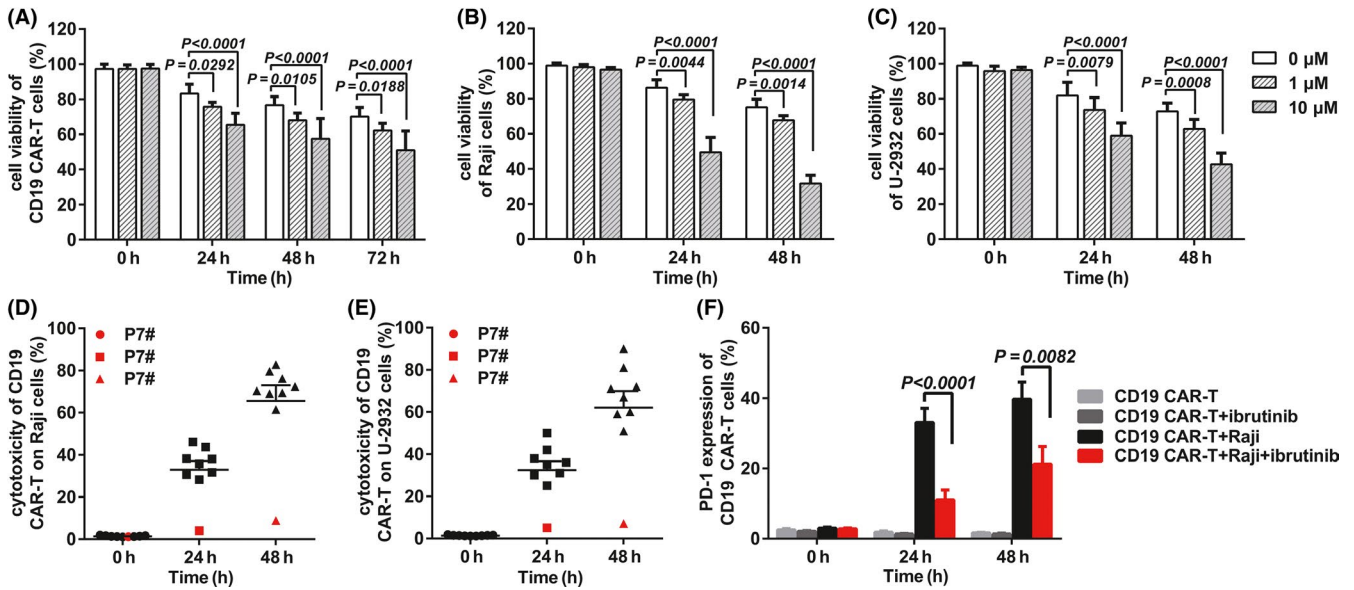 (A)
cell viability of
CD19 CAR-T cells (%)
120
100
80
60
40
20
0
P<0.0001
P=0.0292
P<0.0001
P=0.0105
P<0.0001
P=0.0188
0 h
24 h
48 h
72 h
Time (h)
(B)
cell viability
of Raji cells (%)
120
100
80
60
40
20
0
P<0.0001
P=0.0044
P<0.0001
P=0.0014
0 h
24 h
48 h
Time (h)
(C)
cell viability
of U-2932 cells (%)
120
100
80
60
40
20
0
P<0.0001
P=0.0079
P<0.0001
P=0.0008
0 h
24 h
48 h
Time (h)
0 μM
1 μM
10 μM
(D)
cytotoxicity of CD19
CAR-T on Raji cells (%)
100
80
60
40
20
0
P7#
P7#
P7#
0 h
24 h
48 h
Time (h)
(E)
cytotoxicity of CD19
CAR-T on U-2932 cells (%)
100
80
60
40
20
0
P7#
P7#
P7#
0 h
24 h
48 h
Time (h)
(F)
PD-1 expression of
CD19 CAR-T cells (%)
60
40
20
0
P<0.0001
P=0.0082
0 h
24 h
48 h
Time (h)
CD19 CAR-T
CD19 CAR-T+ibrutinib
CD19 CAR-T+Raji
CD19 CAR-T+Raji+ibrutinib